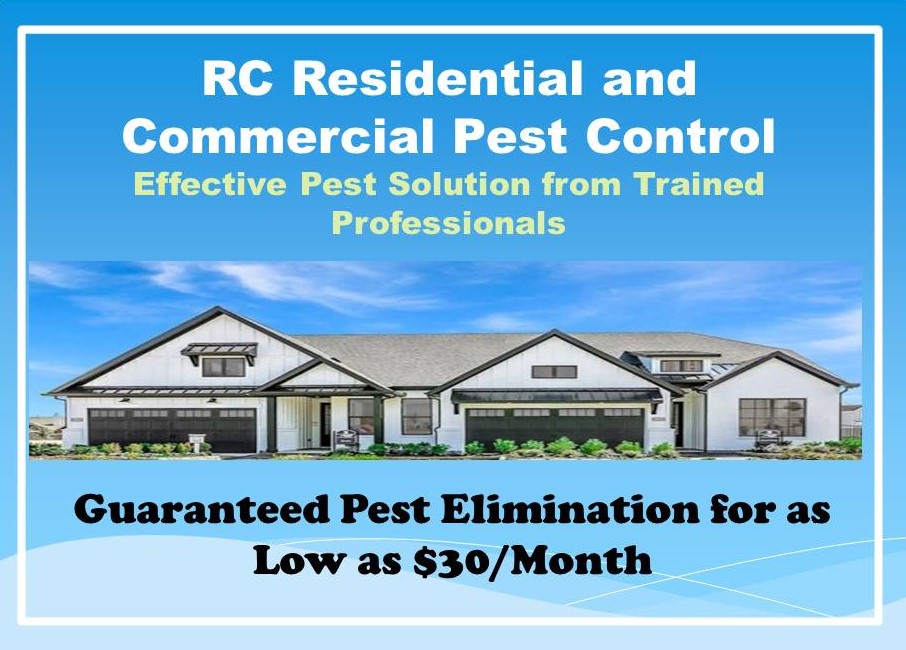 RC Residential and
Commercial Pest Control
Effective Pest Solution from Trained
Professionals
Guaranteed Pest Elimination for as
Low as $30/Month